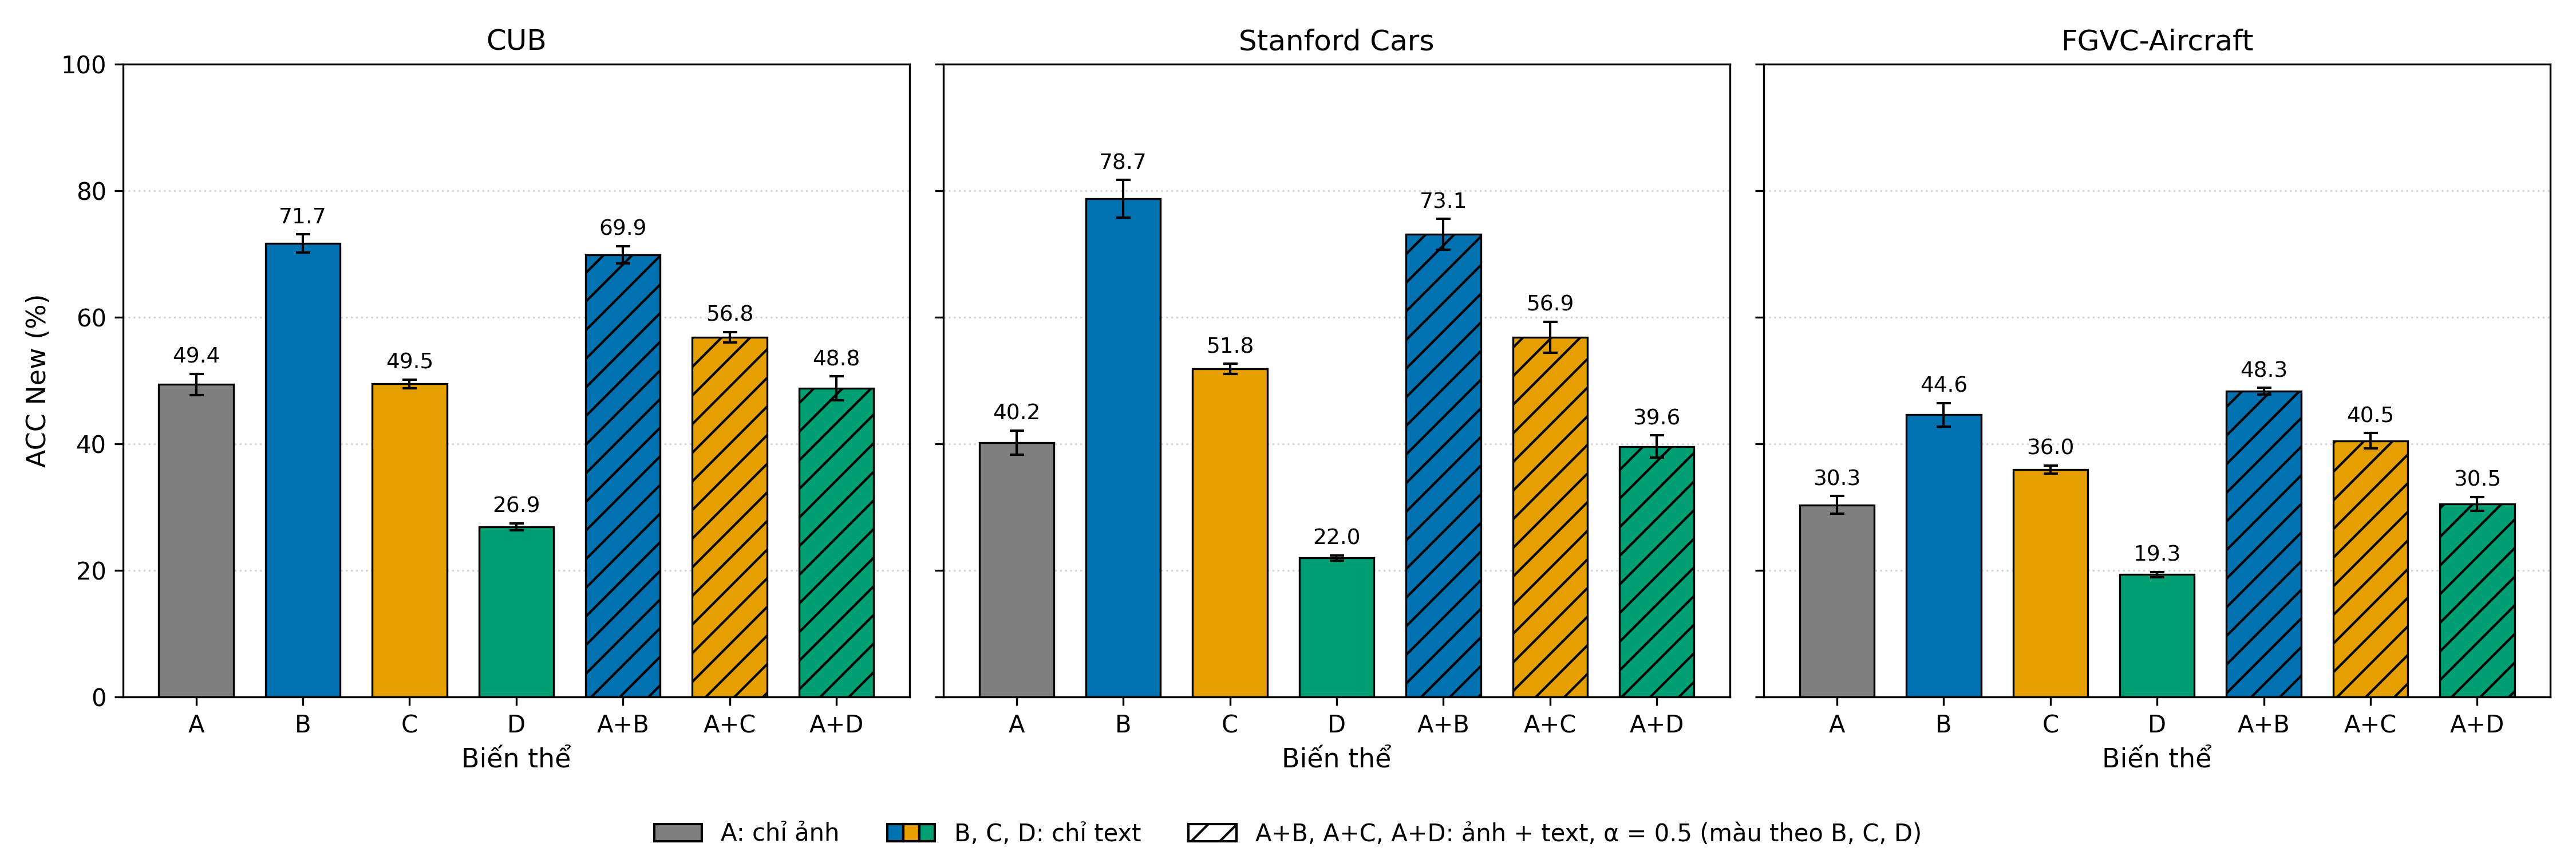 CUB
Stanford Cars
FGVC-Aircraft
ACC New (%)
100
80
60
40
20
0
49.4
71.7
49.5
26.9
69.9
56.8
48.8
A
B
C
D
A+B
A+C
A+D
Biến thể
40.2
78.7
51.8
22.0
73.1
56.9
39.6
A
B
C
D
A+B
A+C
A+D
Biến thể
30.3
44.6
36.0
19.3
48.3
40.5
30.5
A
B
C
D
A+B
A+C
A+D
Biến thể
A: chỉ ảnh
B, C, D: chỉ text
A+B, A+C, A+D: ảnh + text, α = 0.5 (màu theo B, C, D)